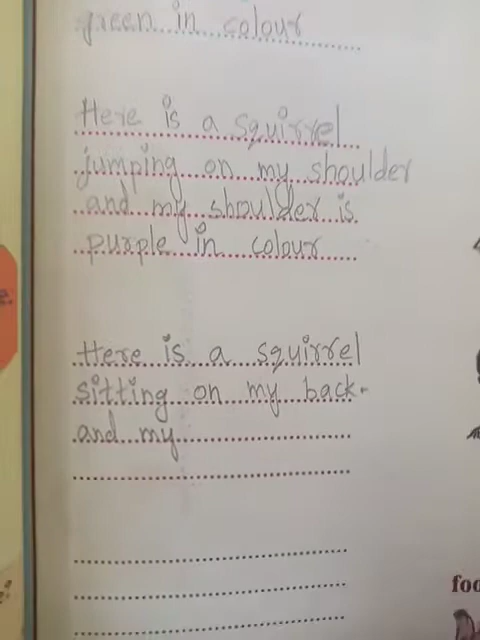 green in colour
Here is a squirrel
jumping on my shoulder
and my shoulder is
purple in colour
Here is a squirrel
sitting on my back.
and my
foo